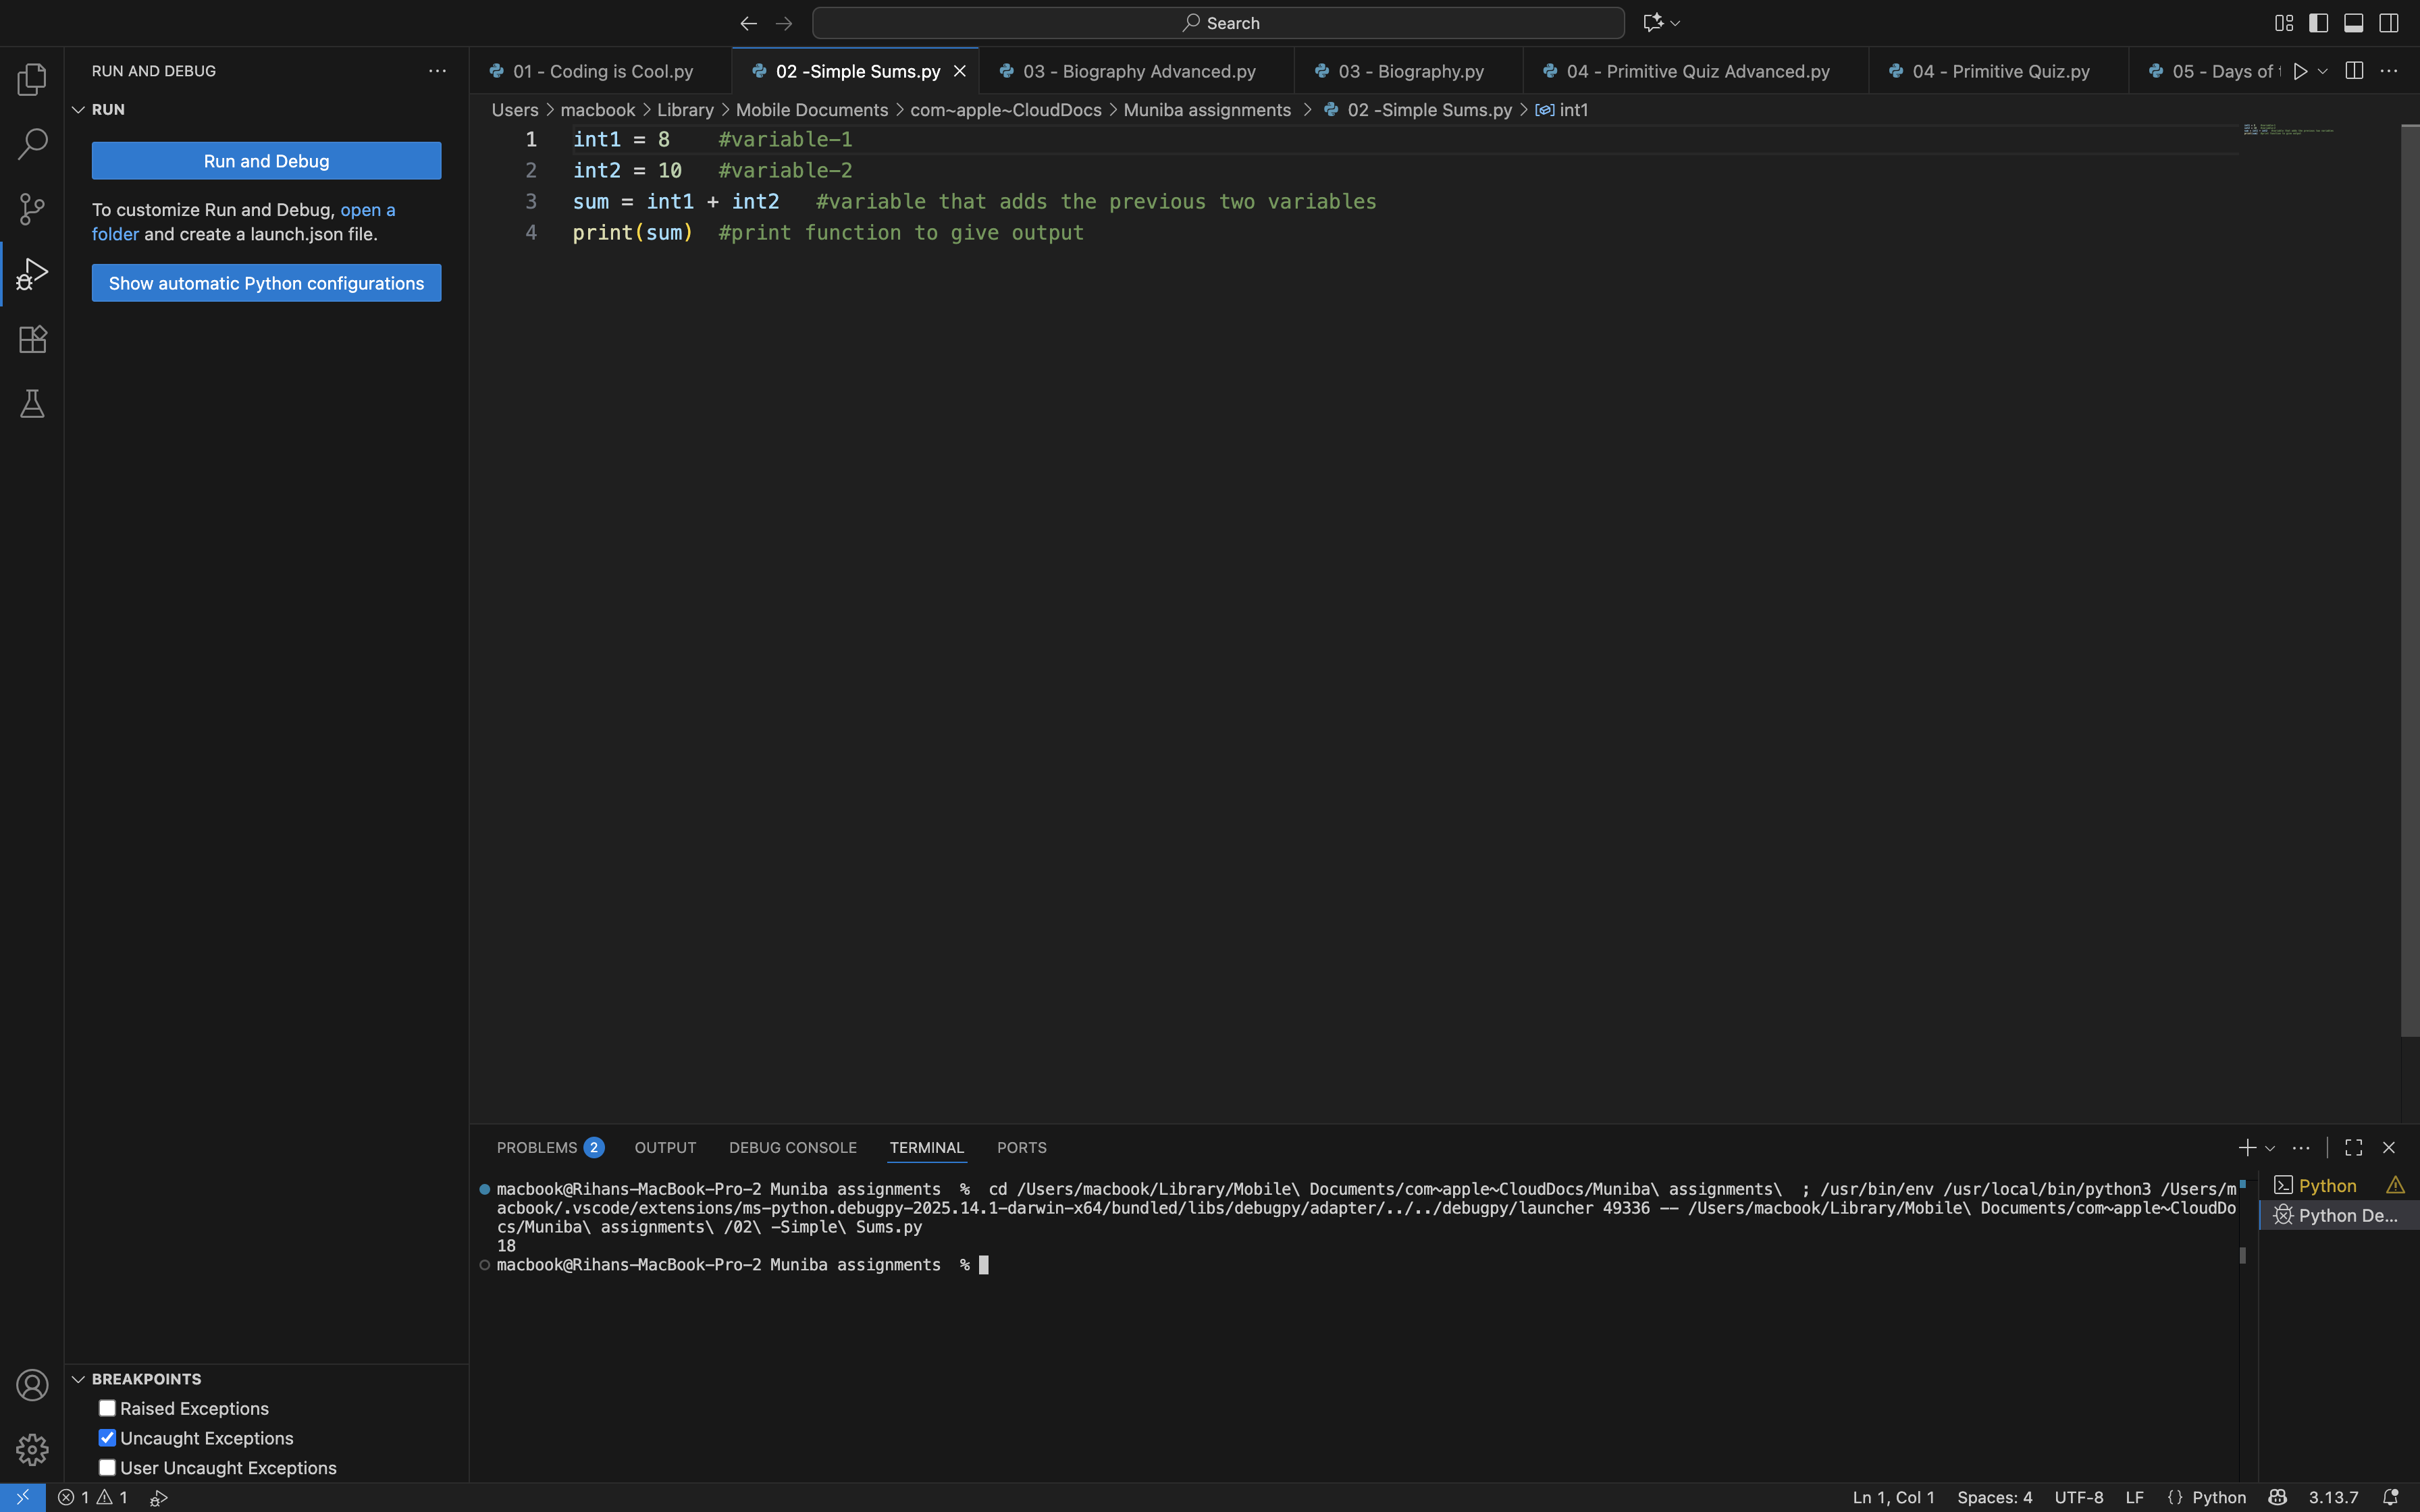 Search
RUN AND DEBUG
RUN
Run and Debug
To customize Run and Debug, open a
folder and create a launch.json file.
Show automatic Python configurations
01 - Coding is Cool.py
02 -Simple Sums.py
03 - Biography Advanced.py
03 - Biography.py
04 - Primitive Quiz Advanced.py
04 - Primitive Quiz.py
05 - Days of
Users > macbook > Library > Mobile Documents > com~apple~CloudDocs > Muniba assignments > 02 -Simple Sums.py > int1
1 int1 = 8 #variable-1
2 int2 = 10 #variable-2
3 sum = int1 + int2 #variable that adds the previous two variables
4 print(sum) #print function to give output
PROBLEMS 2 OUTPUT DEBUG CONSOLE TERMINAL PORTS
macbook@Rihans-MacBook-Pro-2 Muniba assignments % cd /Users/macbook/Library/Mobile\ Documents/com~apple~CloudDocs/Muniba\ assignments\ ; /usr/bin/env /usr/local/bin/python3 /Users/m
acbook/.vscode/extensions/ms-python.debugpy-2025.14.1-darwin-x64/bundled/libs/debugpy/adapter/../../debugpy/launcher 49336 -- /Users/macbook/Library/Mobile\ Documents/com~apple~CloudDo
cs/Muniba\ assignments\ /02\ -Simple\ Sums.py
18
macbook@Rihans-MacBook-Pro-2 Muniba assignments %
Python
Python De...
BREAKPOINTS
Raised Exceptions
Uncaught Exceptions
User Uncaught Exceptions
1 1
Ln 1, Col 1 Spaces: 4 UTF-8 LF {} Python 3.13.7